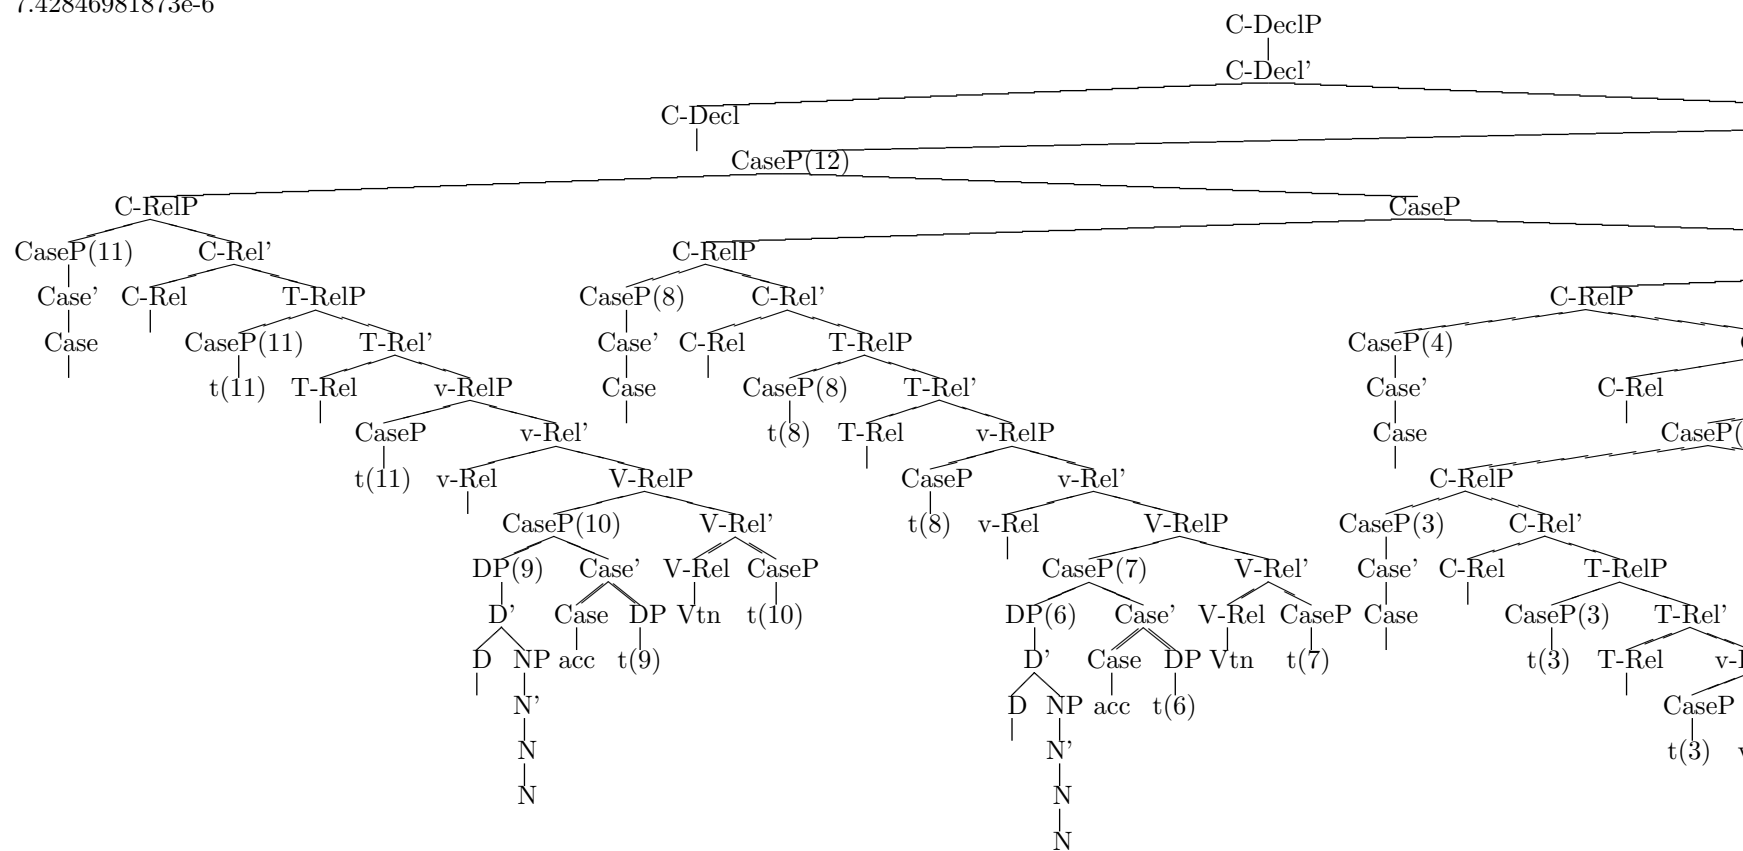 7.42846981873e-6
C-DeclP
C-Decl’
C-Decl
CaseP(12)
C-RelP CaseP
CaseP(11) C-Rel’ C-RelP
Case’ C-Rel T-RelP CaseP(8) C-Rel’ C-RelP
Case CaseP(11) T-Rel’ Case’ C-Rel T-RelP CaseP(4)
t(11) T-Rel v-RelP Case CaseP(8) T-Rel’ Case’ C-Rel
CaseP v-Rel’ t(8) T-Rel v-RelP Case CaseP(
t(11) v-Rel V-RelP CaseP v-Rel’ C-RelP
CaseP(10) V-Rel’ t(8) v-Rel V-RelP CaseP(3) C-Rel’
DP(9) Case’ V-Rel CaseP CaseP(7) V-Rel’ Case’ C-Rel T-RelP
D’ Case DP Vtn t(10) DP(6) Case’ V-Rel CaseP Case CaseP(3) T-Rel’
D NP acc t(9) D’ Case DP Vtn t(7) t(3) T-Rel v-
N’ D NP acc t(6) CaseP
N N’ t(3)
N N
N